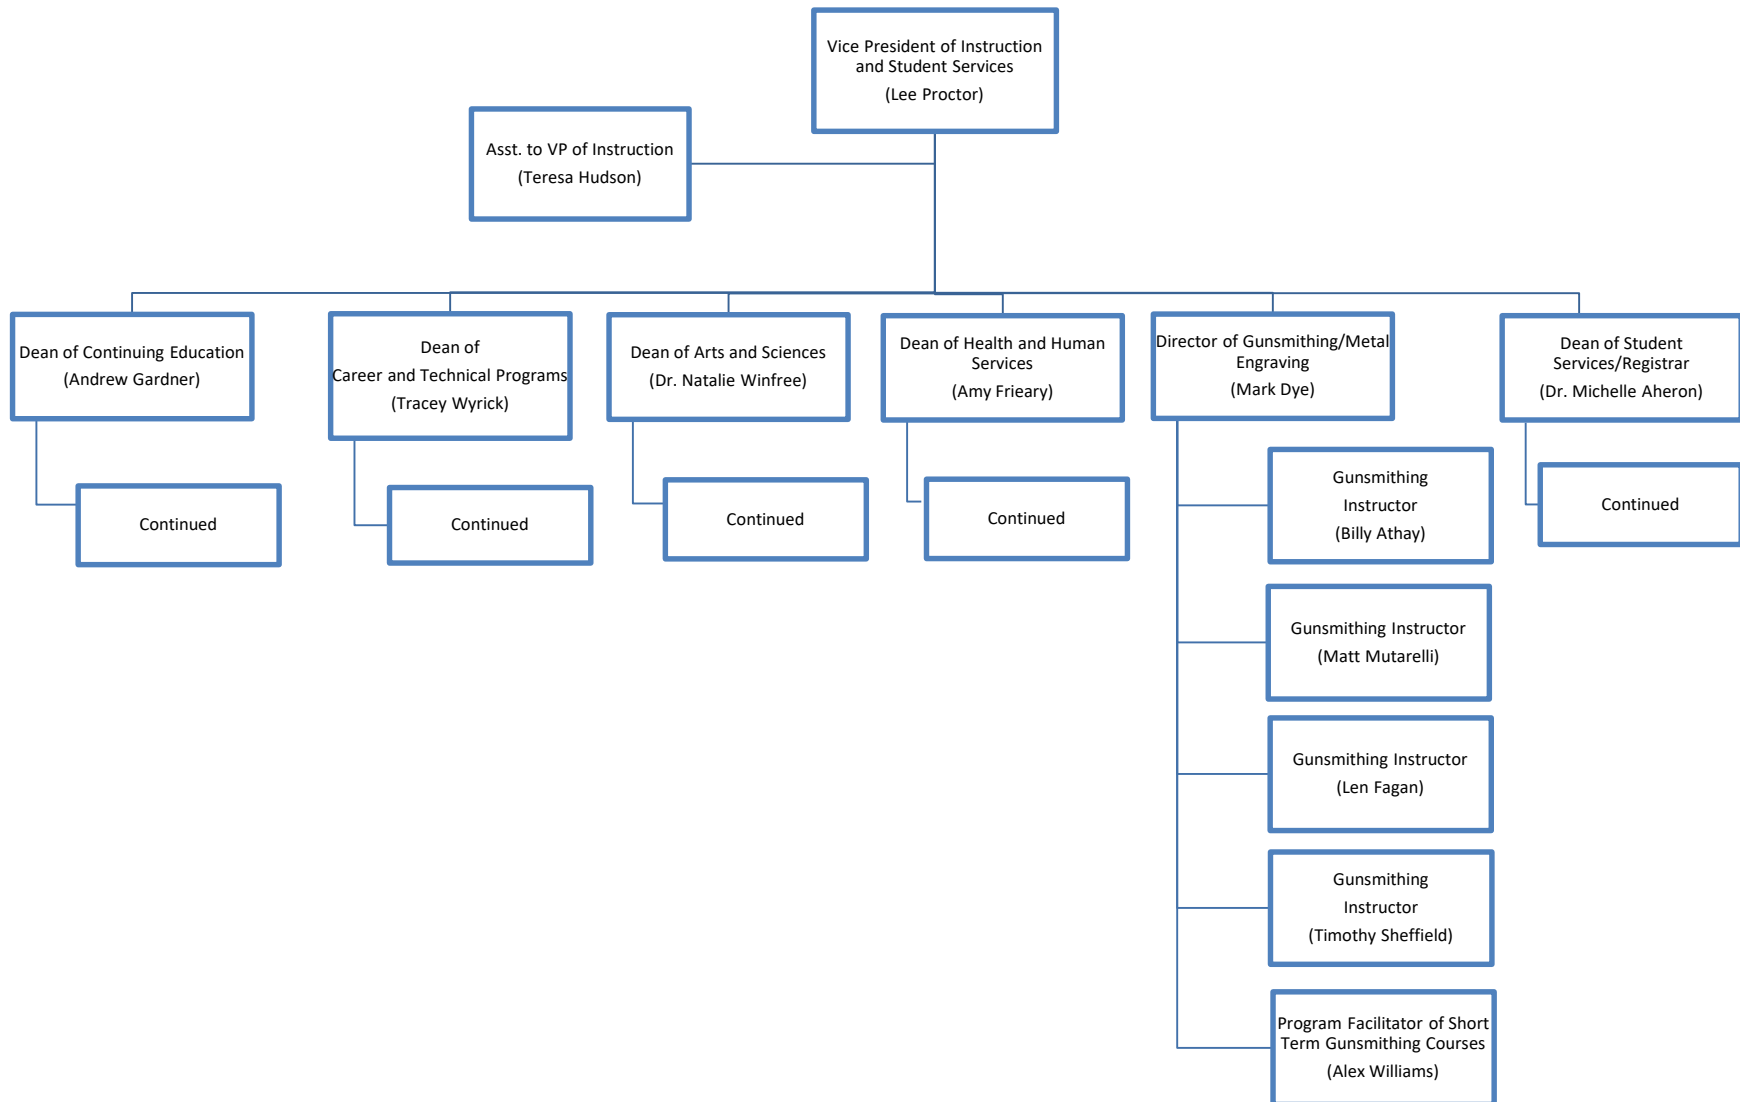 Vice President of Instruction
and Student Services
(Lee Proctor)
Asst. to VP of Instruction
(Teresa Hudson)
Dean of Continuing Education
(Andrew Gardner)
Continued
Dean of
Career and Technical Programs
(Tracey Wyrick)
Continued
Dean of Arts and Sciences
(Dr. Natalie Winfree)
Continued
Dean of Health and Human
Services
(Amy Frieary)
Continued
Director of Gunsmithing/Metal
Engraving
(Mark Dye)
Gunsmithing
Instructor
(Billy Athay)
Gunsmithing Instructor
(Matt Mutarelli)
Gunsmithing Instructor
(Len Fagan)
Gunsmithing
Instructor
(Timothy Sheffield)
Program Facilitator of Short
Term Gunsmithing Courses
(Alex Williams)
Dean of Student
Services/Registrar
(Dr. Michelle Aheron)
Continued